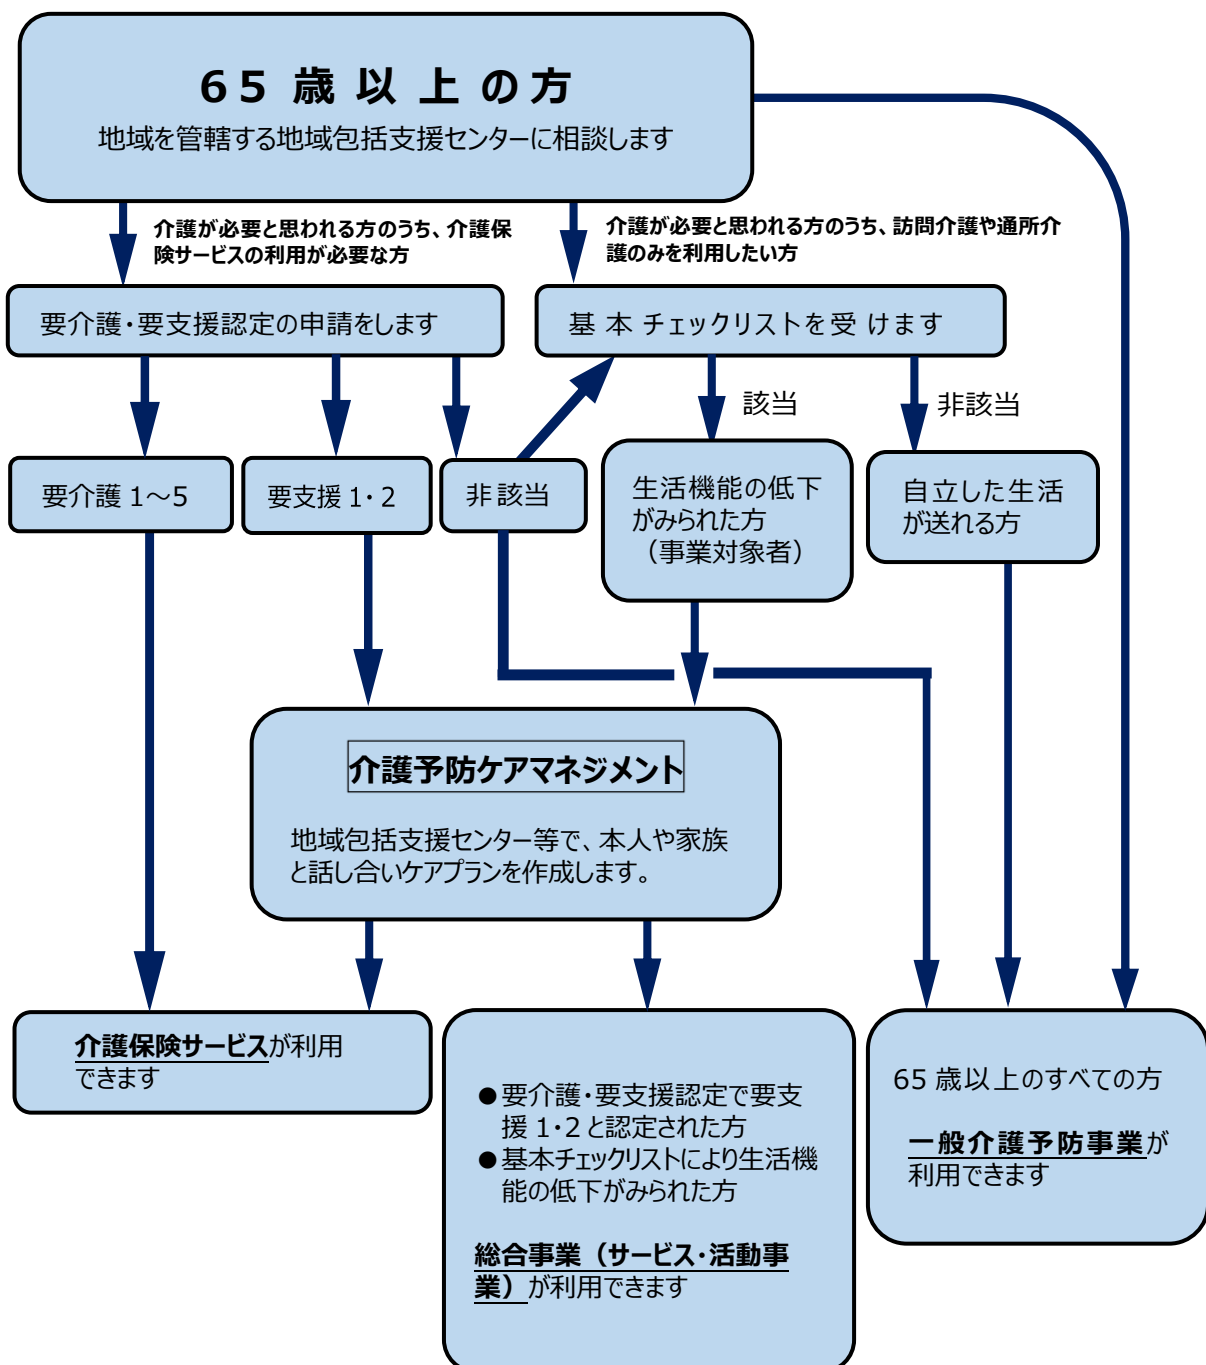 65歳以上の方
地域を管轄する地域包括支援センターに相談します
介護が必要と思われる方のうち、介護保
険サービスの利用が必要な方
介護が必要と思われる方のうち、訪問介護や通所介
護のみを利用したい方
要介護・要支援認定の申請をします
基本チェックリストを受けます
該当
非該当
要介護1～5
要支援1・2
非該当
生活機能の低下
がみられた方
（事業対象者）
自立した生活
が送れる方
介護予防ケアマネジメント
地域包括支援センター等で、本人や家族
と話し合いケアプランを作成します。
介護保険サービスが利用
できます
●要介護・要支援認定で要支
援1・2と認定された方
●基本チェックリストにより生活機
能の低下がみられた方
総合事業（サービス・活動事
業）が利用できます
65歳以上のすべての方
一般介護予防事業が
利用できます